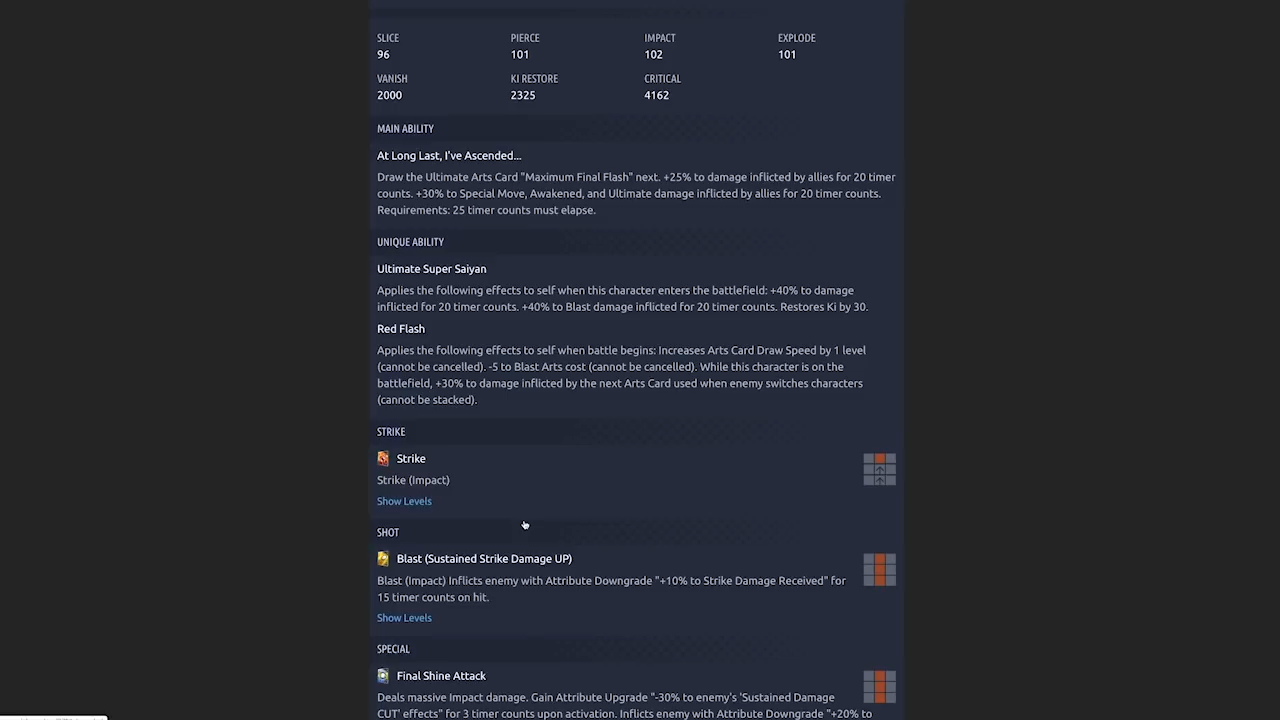 SLICE PIERCE IMPACT EXPLODE
96 101 102 101
VANISH KI RESTORE CRITICAL
2000 2325 4162
MAIN ABILITY
At Long Last, I've Ascended...
Draw the Ultimate Arts Card "Maximum Final Flash" next. +25% to damage inflicted by allies for 20 timer
counts. +30% to Special Move, Awakened, and Ultimate damage inflicted by allies for 20 timer counts.
Requirements: 25 timer counts must elapse.
UNIQUE ABILITY
Ultimate Super Saiyan
Applies the following effects to self when this character enters the battlefield: +40% to damage
inflicted for 20 timer counts. +40% to Blast damage inflicted for 20 timer counts. Restores Ki by 30.
Red Flash
Applies the following effects to self when battle begins: Increases Arts Card Draw Speed by 1 level
(cannot be cancelled). -5 to Blast Arts cost (cannot be cancelled). While this character is on the
battlefield, +30% to damage inflicted by the next Arts Card used when enemy switches characters
(cannot be stacked).
STRIKE
Strike
Strike (Impact)
Show Levels
SHOT
Blast (Sustained Strike Damage UP)
Blast (Impact) Inflicts enemy with Attribute Downgrade "+10% to Strike Damage Received" for
15 timer counts on hit.
Show Levels
SPECIAL
Final Shine Attack
Deals massive Impact damage. Gain Attribute Upgrade "-30% to enemy's 'Sustained Damage
CUT' effects" for 3 timer counts upon activation. Inflicts enemy with Attribute Downgrade "+20% to